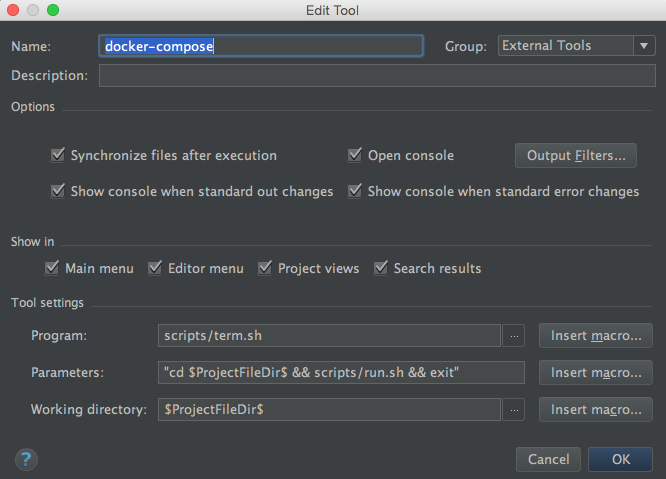 Edit Tool
Name: docker-compose Group: External Tools
Description:
Options
Synchronize files after execution Open console Output Filters...
Show console when standard out changes Show console when standard error changes
Show in
Main menu Editor menu Project views Search results
Tool settings
Program: scripts/term.sh ... Insert macro...
Parameters: "cd $ProjectFileDir$ && scripts/run.sh && exit" Insert macro...
Working directory: $ProjectFileDir$ ... Insert macro...
? Cancel OK